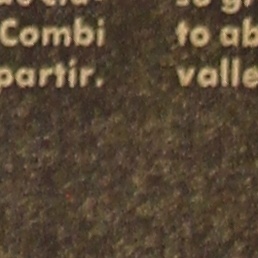 Combi
partir.
to ab
valle